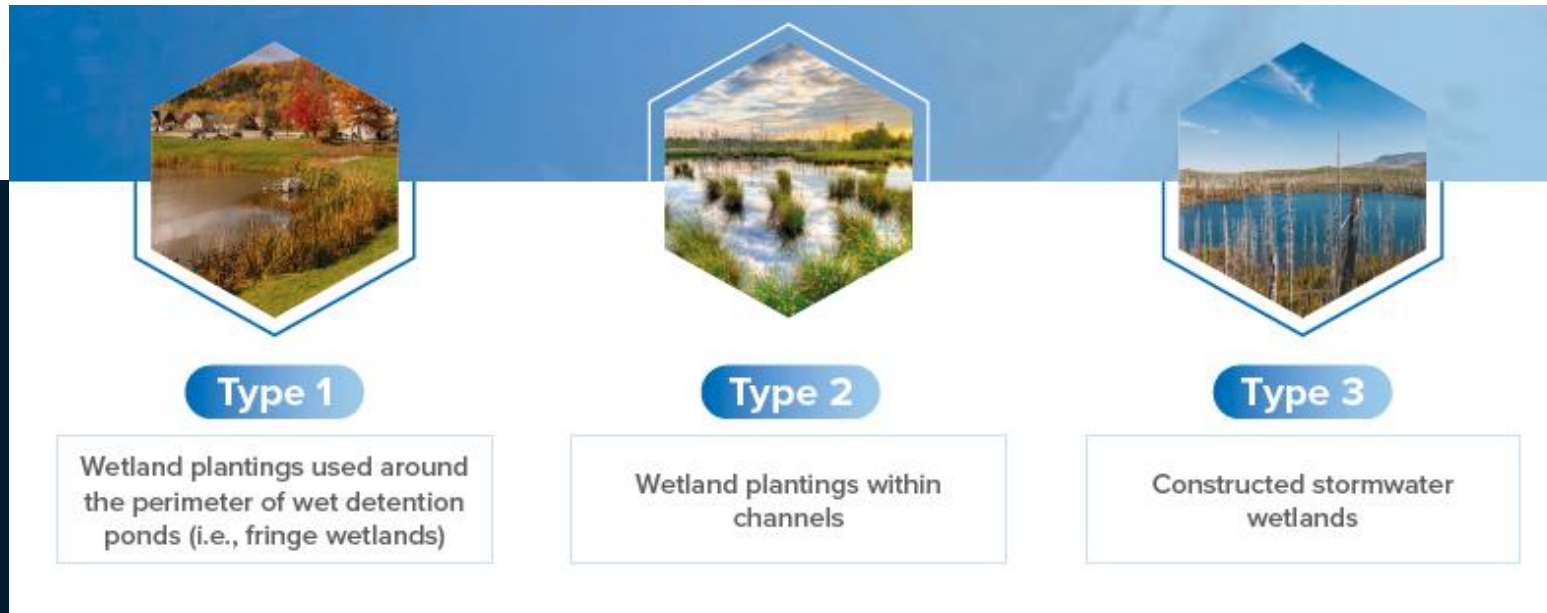 Type 1
Wetland plantings used around
the perimeter of wet detention
ponds (i.e., fringe wetlands)
Type 2
Wetland plantings within
channels
Type 3
Constructed stormwater
wetlands